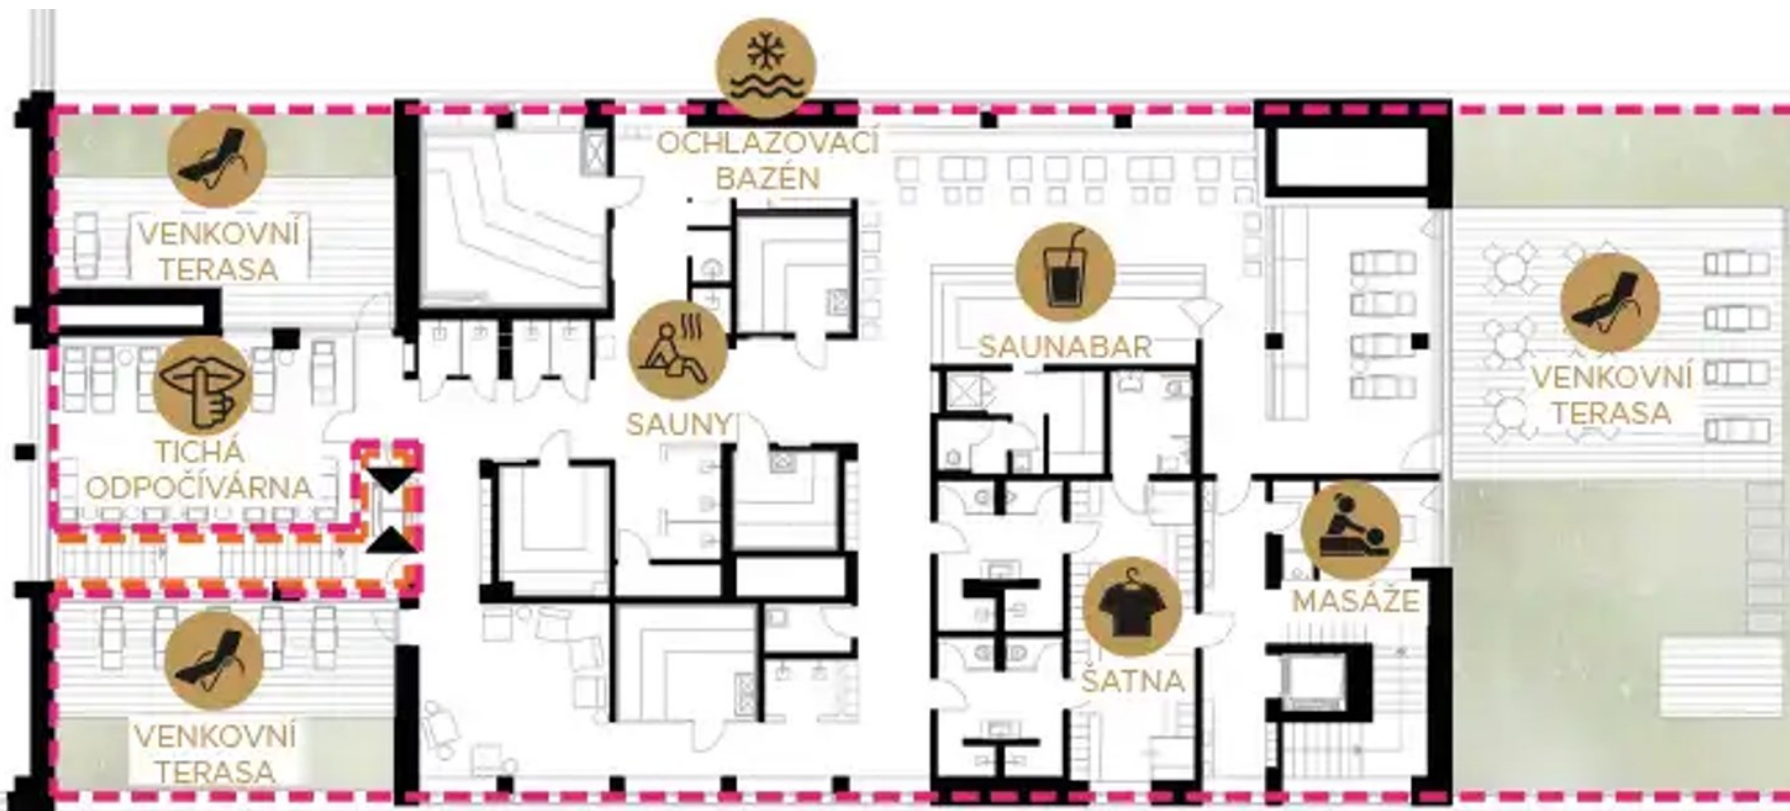 OCHLAZOVACÍ
BAZÉN
VENKOVNÍ
TERASA
SAUNABAR
VENKOVNÍ
TERASA
SAUNY
TICHÁ
ODPOČÍVÁRNA
MASÁŽE
ŠATNA
VENKOVNÍ
TERASA